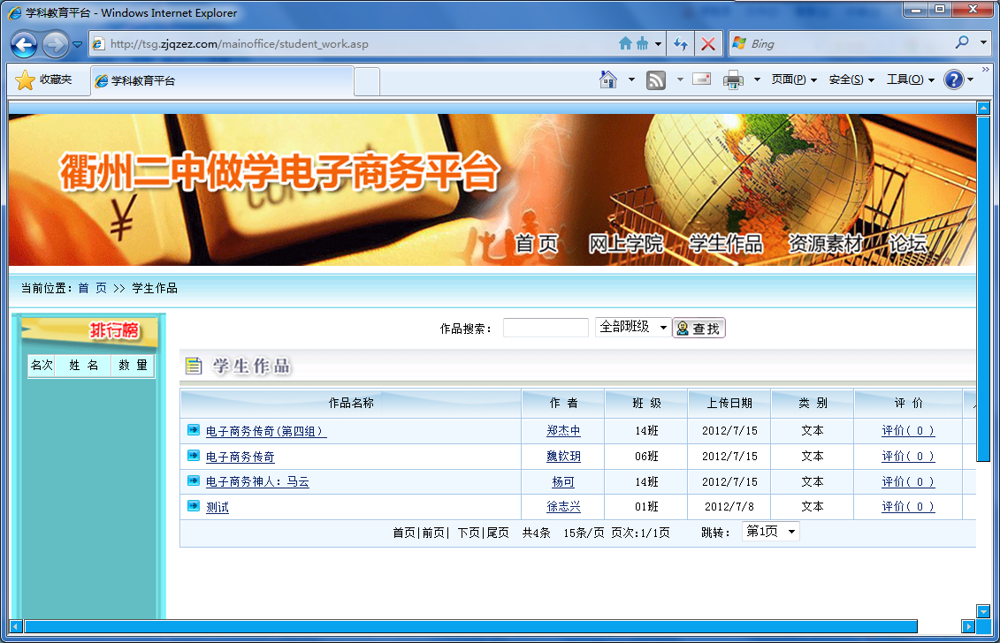 学科教育平台 - Windows Internet Explorer
http://tsg.zjqzez.com/mainoffice/student_work.asp
Bing
收藏夹
学科教育平台
页面(P)
安全(S)
工具(O)
衢州二中做学电子商务平台
¥
首 页 网上学院 学生作品 资源素材 论坛
当前位置：首 页 >> 学生作品
排行榜
名次 姓 名 数 量
作品搜索： 全部班级 查 找
学生作品
作品名称 作 者 班 级 上传日期 类 别 评 价
电子商务传奇(第四组） 郑杰中 14班 2012/7/15 文本 评价( 0 )
电子商务传奇 魏钦玥 06班 2012/7/15 文本 评价( 0 )
电子商务神人：马云 杨可 14班 2012/7/15 文本 评价( 0 )
测试 徐志兴 01班 2012/7/8 文本 评价( 0 )
首页|前页| 下页|尾页 共4条 15条/页 页次:1/1页 跳转： 第1页